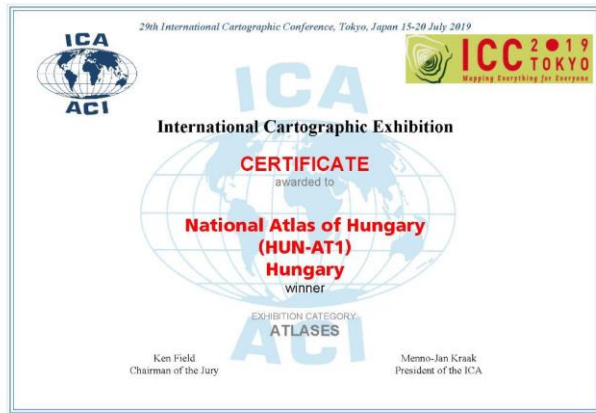 29th International Cartographic Conference, Tokyo, Japan 15-20 July 2019
ICA
ACI
ICC 2019
TOKYO
Mapping Everything for Everyone
ICA
International Cartographic Exhibition
CERTIFICATE
awarded to
National Atlas of Hungary
(HUN-AT1)
Hungary
winner
EXHIBITION CATEGORY
ATLASES
ACI
Ken Field
Chairman of the Jury
Menno-Jan Kraak
President of the ICA